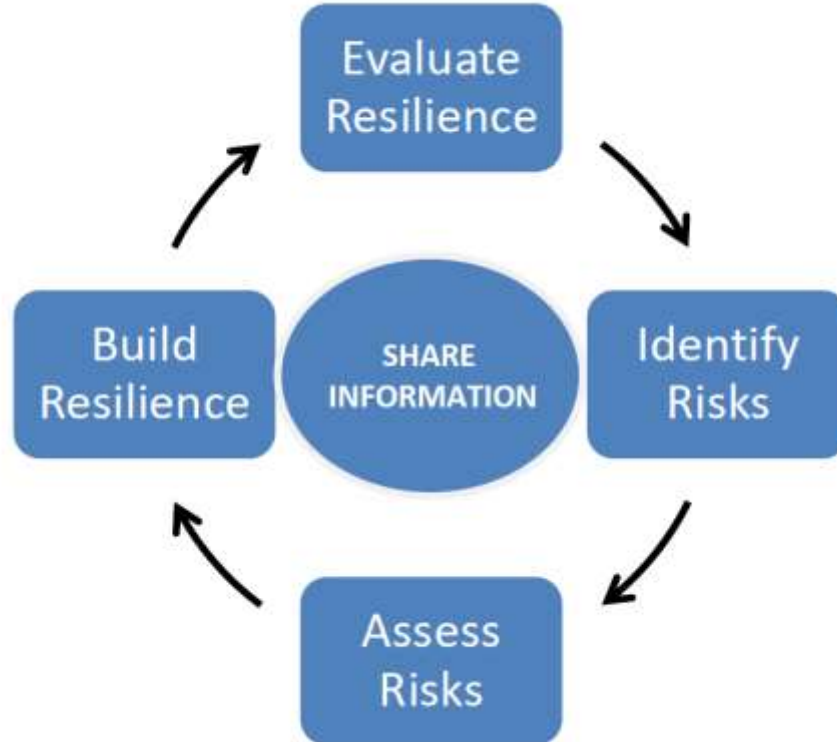 Evaluate
Resilience
Build
Resilience
SHARE
INFORMATION
Identify
Risks
Assess
Risks